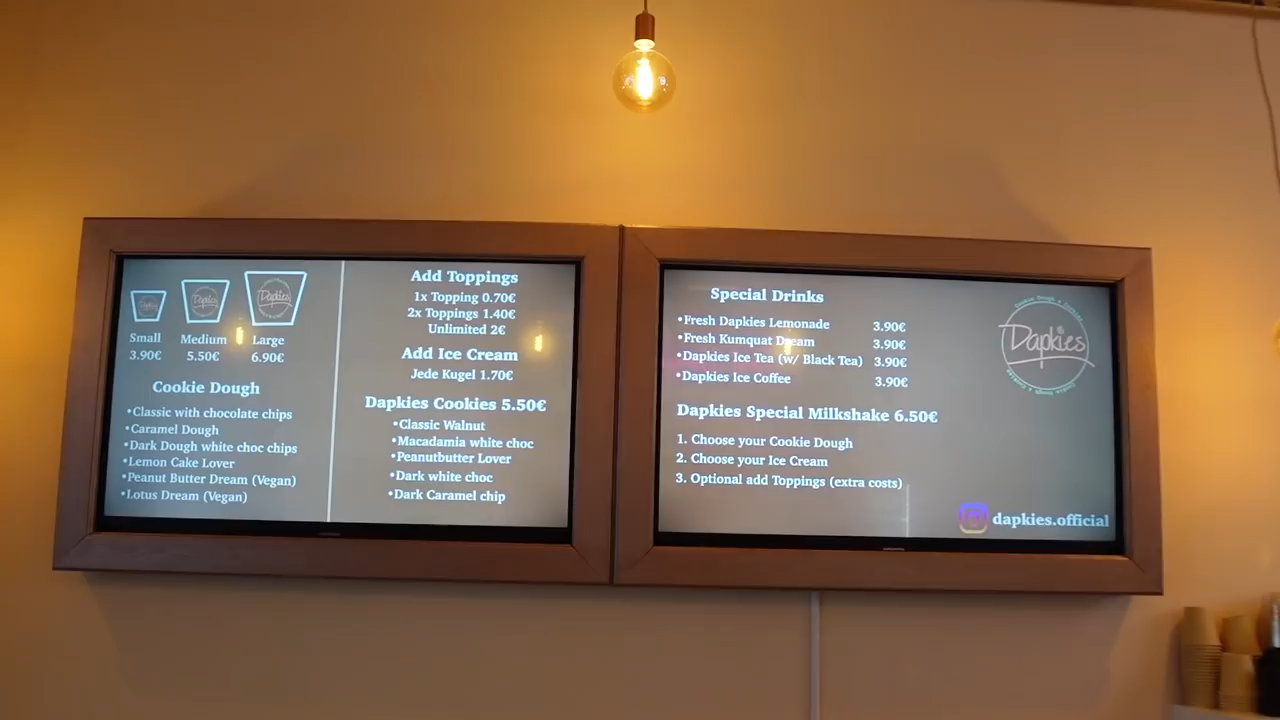 Small Medium Large
3.90€ 5.50€ 6.90€
Cookie Dough
•Classic with chocolate chips
•Caramel Dough
•Dark Dough white choc chips
•Lemon Cake Lover
•Peanut Butter Dream (Vegan)
•Lotus Dream (Vegan)
Add Toppings
1x Topping 0.70€
2x Toppings 1.40€
Unlimited 2€
Add Ice Cream
Jede Kugel 1.70€
Dapkies Cookies 5.50€
•Classic Walnut
•Macadamia white choc
•Peanutbutter Lover
•Dark white choc
•Dark Caramel chip
Special Drinks
•Fresh Dapkies Lemonade 3.90€
•Fresh Kumquat Dream 3.90€
•Dapkies Ice Tea (w/ Black Tea) 3.90€
•Dapkies Ice Coffee 3.90€
Dapkies Special Milkshake 6.50€
1. Choose your Cookie Dough
2. Choose your Ice Cream
3. Optional add Toppings (extra costs)
Dapkies
dapkies.official